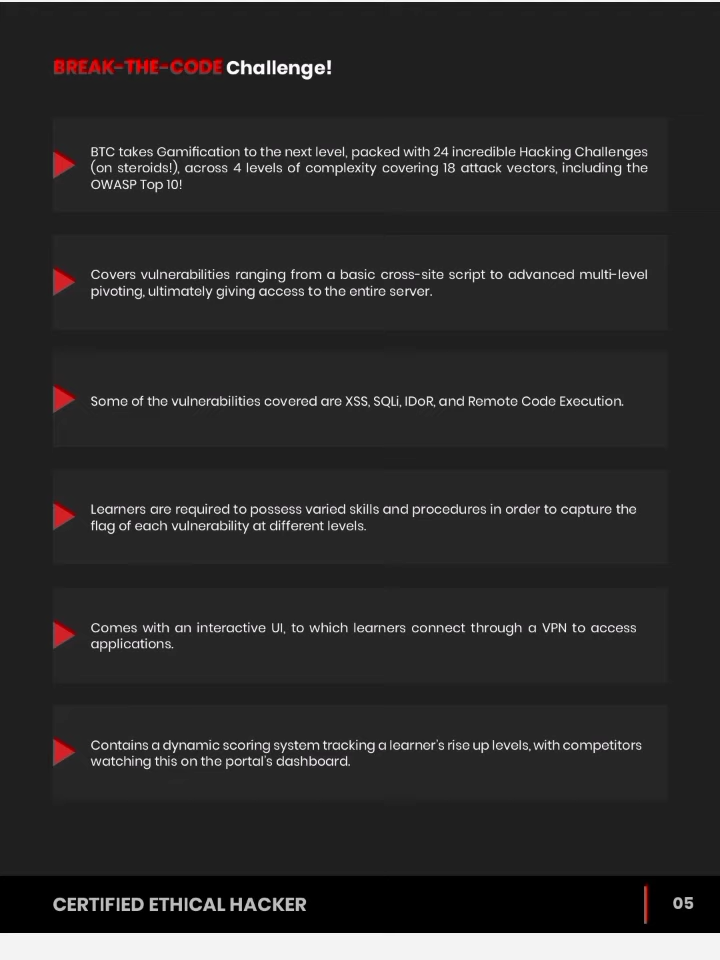 BREAK-THE-CODE Challenge!
BTC takes Gamification to the next level, packed with 24 incredible Hacking Challenges
(on steroids!), across 4 levels of complexity covering 18 attack vectors, including the
OWASP Top 10!
Covers vulnerabilities ranging from a basic cross-site script to advanced multi-level
pivoting, ultimately giving access to the entire server.
Some of the vulnerabilities covered are XSS, SQLi, IDoR, and Remote Code Execution.
Learners are required to possess varied skills and procedures in order to capture the
flag of each vulnerability at different levels.
Comes with an interactive UI, to which learners connect through a VPN to access
applications.
Contains a dynamic scoring system tracking a learner's rise up levels, with competitors
watching this on the portal's dashboard.
CERTIFIED ETHICAL HACKER
05